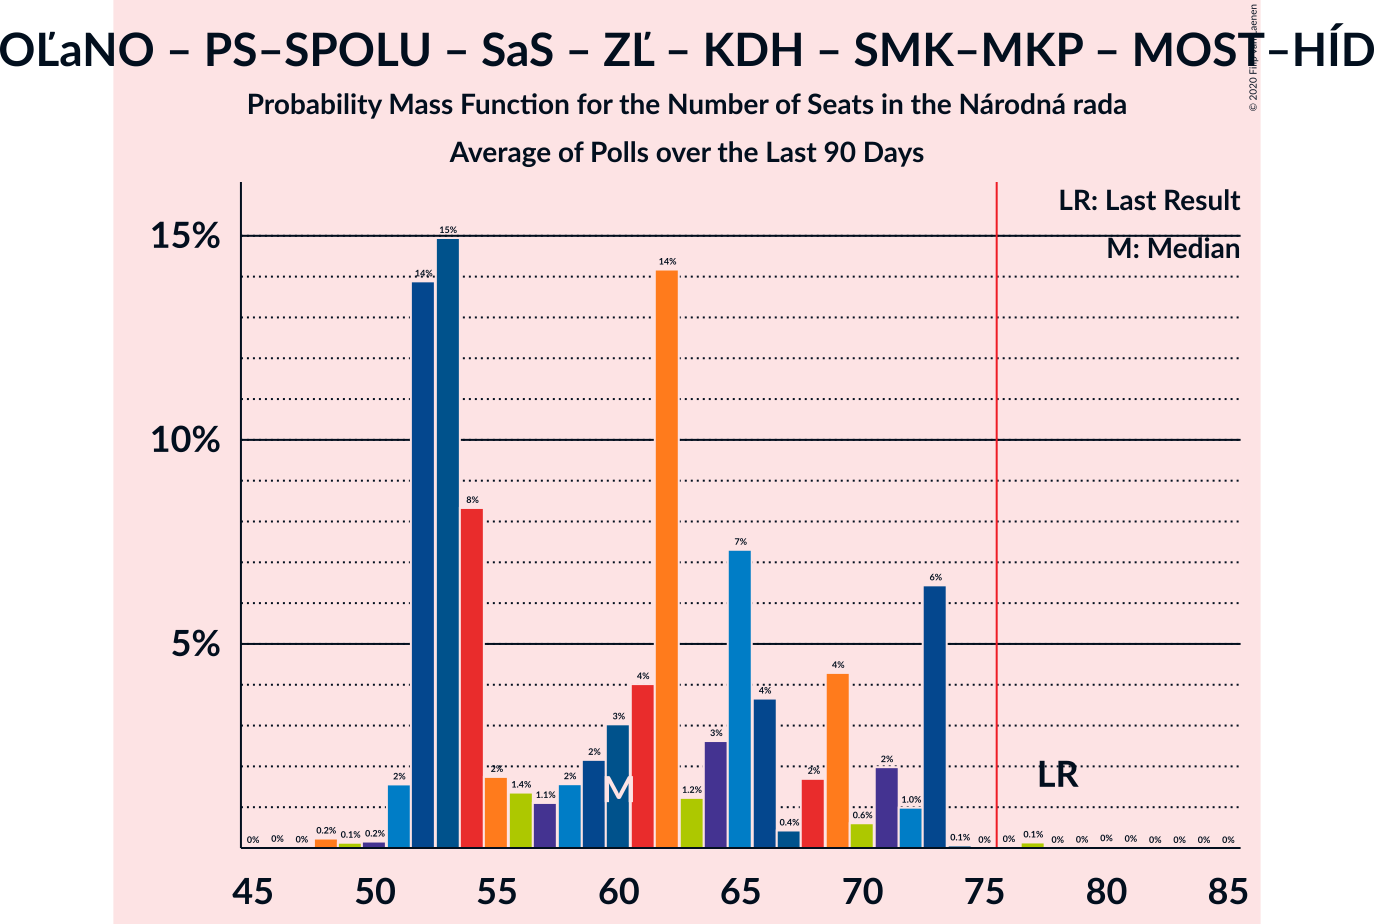 OĽaNO – PS–SPOLU – SaS – ZĽ – KDH – SMK–MKP – MOST–HÍD
Probability Mass Function for the Number of Seats in the Národná rada
Average of Polls over the Last 90 Days
© 2020 Filip van Laenen
LR: Last Result
M: Median
15%
10%
5%
0% 0% 0% 0.2% 0.1% 0.2% 2% 14% 15% 8% 2% 1.4% 1.1% 2% 2% 3% 4% 14% 1.2% 3% 7% 4% 0.4% 2% 4% 0.6% 2% 1.0% 6% 0.1% 0% 0% 0.1% 0% 0% 0% 0% 0% 0% 0% 0%
M
LR
45 50 55 60 65 70 75 80 85